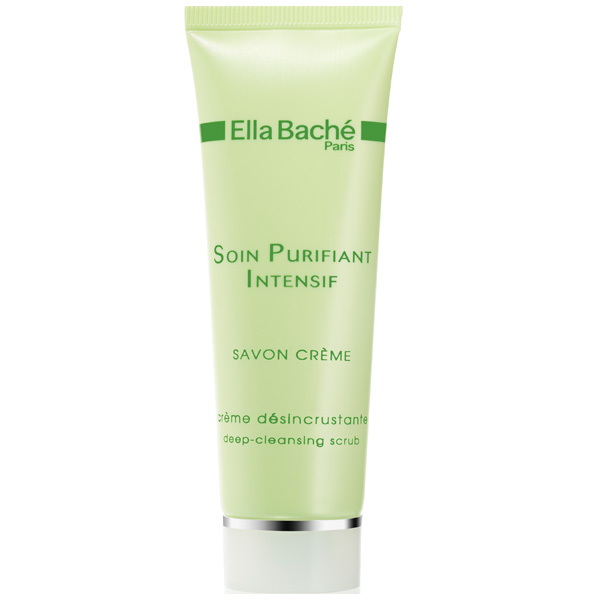 Ella Baché
Paris
SOIN PURIFIANT
INTENSIF
SAVON CRÈME
crème désincrustante
deep-cleansing scrub